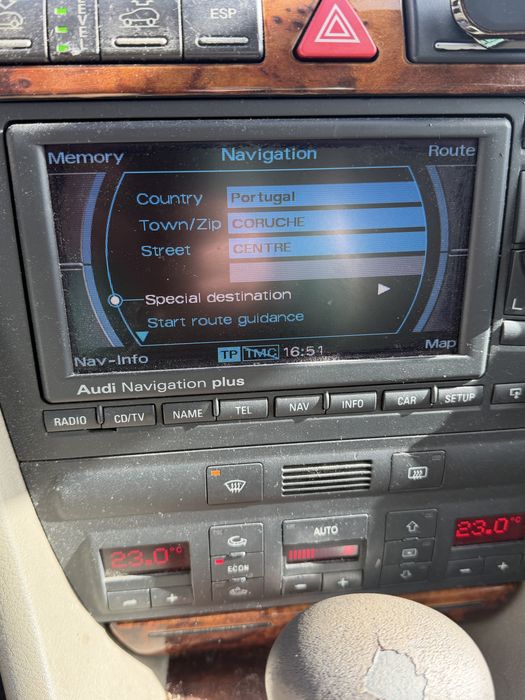 LEVEL
ESP
Memory Navigation Route
Country Portugal
Town/Zip CORUCHE
Street CENTRE
Special destination
Start route guidance
Nav-Info TP TMC 16:51 Map
Audi Navigation plus
RADIO CD/TV NAME TEL NAV INFO CAR SETUP
L
AUTO
23.0°C ECON 23.0°C
- + - + - +